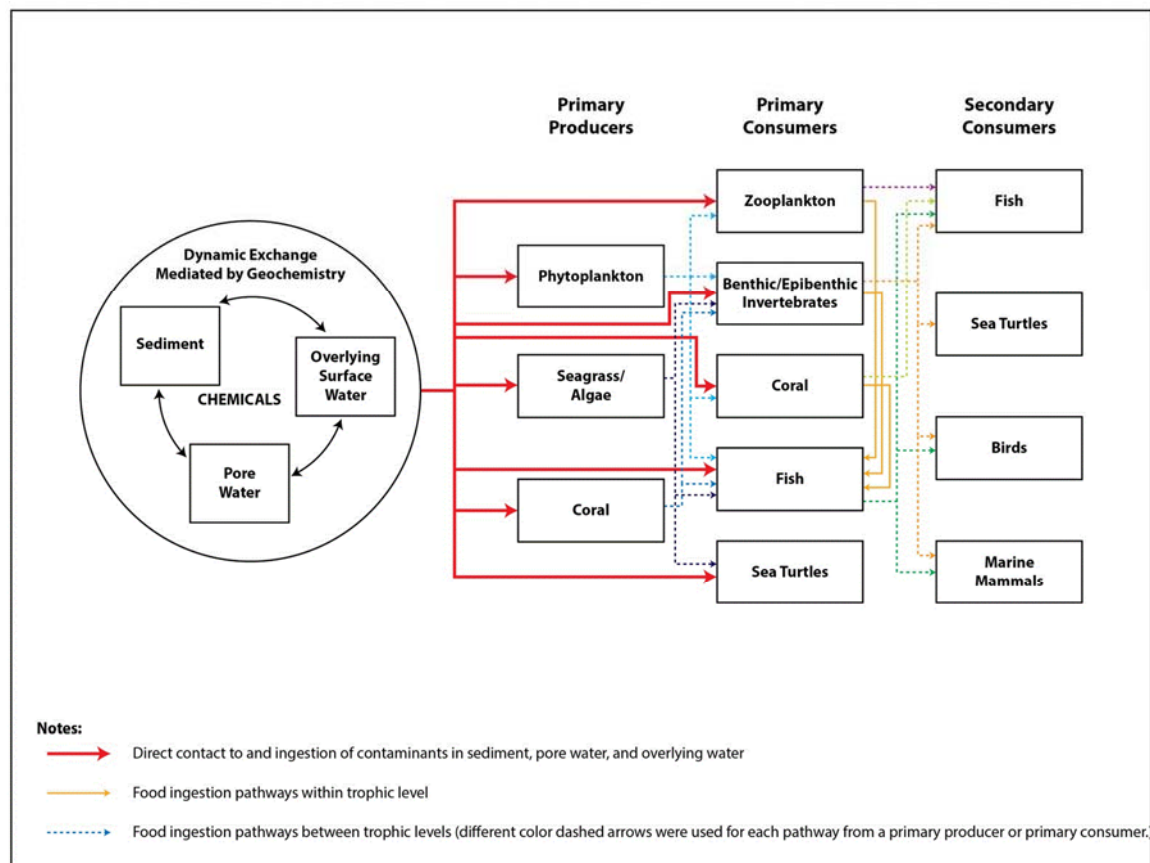 Primary
Producers
Primary
Consumers
Secondary
Consumers
Dynamic Exchange
Mediated by Geochemistry
Sediment
Overlying
Surface
Water
CHEMICALS
Pore
Water
Phytoplankton
Seagrass/
Algae
Coral
Zooplankton
Benthic/Epibenthic
Invertebrates
Coral
Fish
Sea Turtles
Fish
Sea Turtles
Birds
Marine
Mammals
Notes:
Direct contact to and ingestion of contaminants in sediment, pore water, and overlying water
Food ingestion pathways within trophic level
Food ingestion pathways between trophic levels (different color dashed arrows were used for each pathway from a primary producer or primary consumer.)